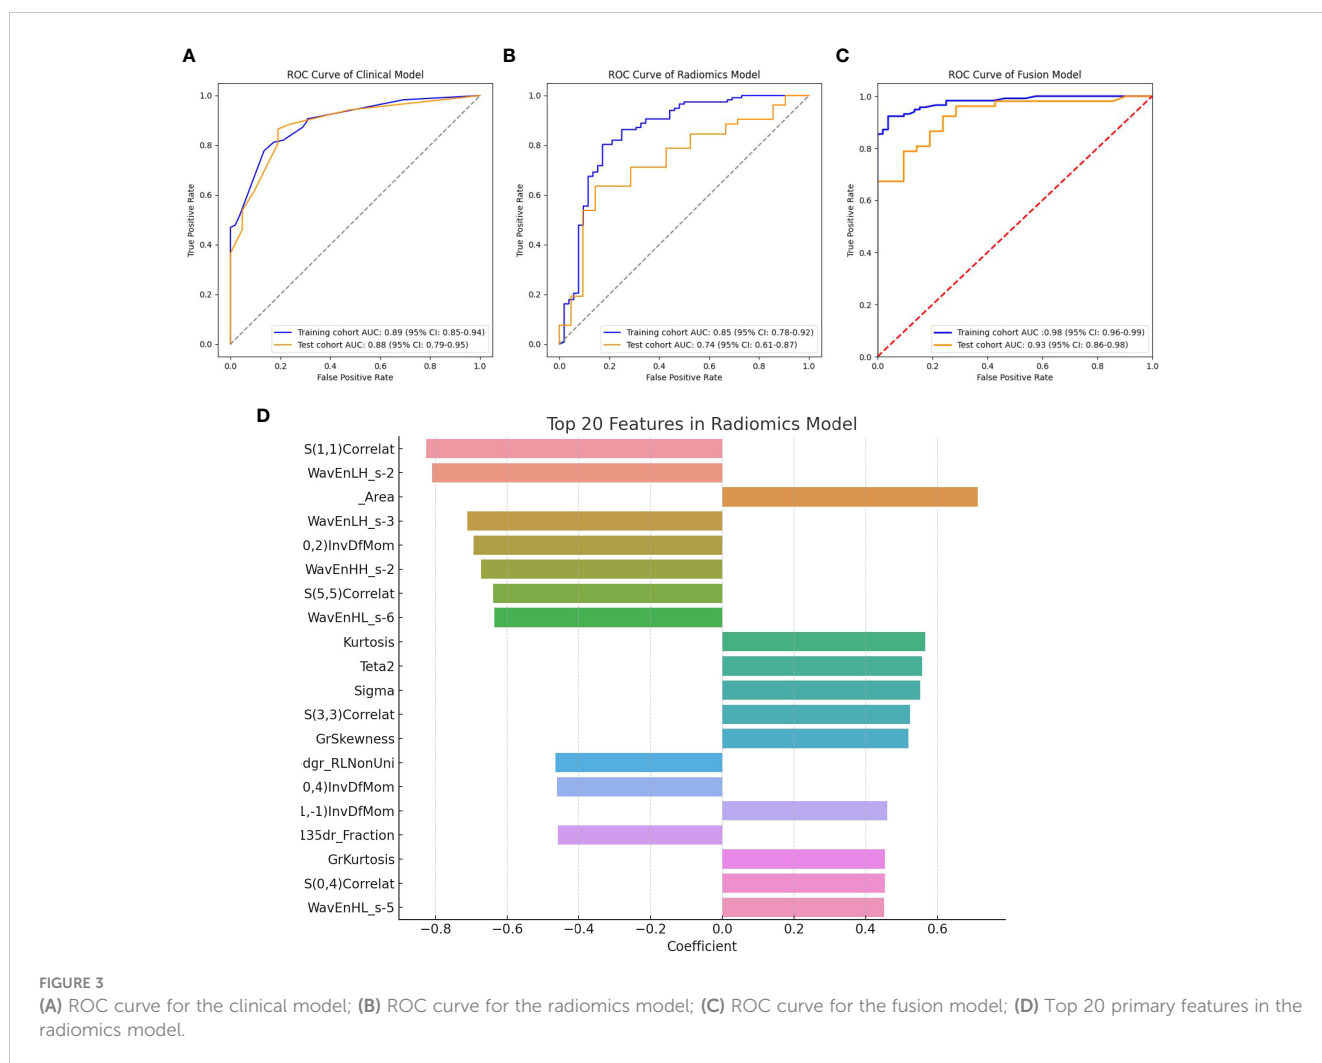 A
B
C
ROC Curve of Clinical Model
ROC Curve of Radiomics Model
ROC Curve of Fusion Model
True Positive Rate
1.0
0.8
0.6
0.4
0.2
0.0
Training cohort AUC: 0.89 (95% CI: 0.85-0.94)
Test cohort AUC: 0.88 (95% CI: 0.79-0.95)
0.0 0.2 0.4 0.6 0.8 1.0
False Positive Rate
True Positive Rate
1.0
0.8
0.6
0.4
0.2
0.0
Training cohort AUC: 0.85 (95% CI: 0.78-0.92)
Test cohort AUC: 0.74 (95% CI: 0.61-0.87)
0.0 0.2 0.4 0.6 0.8 1.0
False Positive Rate
True Positive Rate
1.0
0.8
0.6
0.4
0.2
0.0
Training cohort AUC :0.98 (95% CI: 0.96-0.99)
Test cohort AUC: 0.93 (95% CI: 0.86-0.98)
0.0 0.2 0.4 0.6 0.8 1.0
False Positive Rate
D
Top 20 Features in Radiomics Model
S(1,1)Correlat
WavEnLH_s-2
_Area
WavEnLH_s-3
0,2)InvDfMom
WavEnHH_s-2
S(5,5)Correlat
WavEnHL_s-6
Kurtosis
Teta2
Sigma
S(3,3)Correlat
GrSkewness
dgr_RLNonUni
0,4)InvDfMom
1,-1)InvDfMom
135dr_Fraction
GrKurtosis
S(0,4)Correlat
WavEnHL_s-5
−0.8 −0.6 −0.4 −0.2 0.0 0.2 0.4 0.6
Coefficient
FIGURE 3
(A) ROC curve for the clinical model; (B) ROC curve for the radiomics model; (C) ROC curve for the fusion model; (D) Top 20 primary features in the
radiomics model.